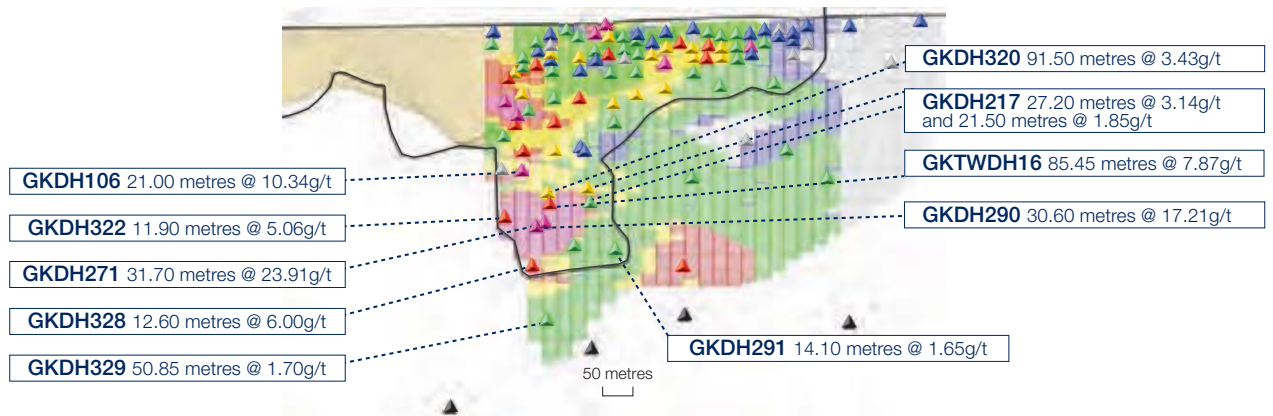 GKDH320 91.50 metres @ 3.43g/t
GKDH217 27.20 metres @ 3.14g/t
and 21.50 metres @ 1.85g/t
GKTWDH16 85.45 metres @ 7.87g/t
GKDH290 30.60 metres @ 17.21g/t
GKDH106 21.00 metres @ 10.34g/t
GKDH322 11.90 metres @ 5.06g/t
GKDH271 31.70 metres @ 23.91g/t
GKDH328 12.60 metres @ 6.00g/t
GKDH329 50.85 metres @ 1.70g/t
GKDH291 14.10 metres @ 1.65g/t
50 metres